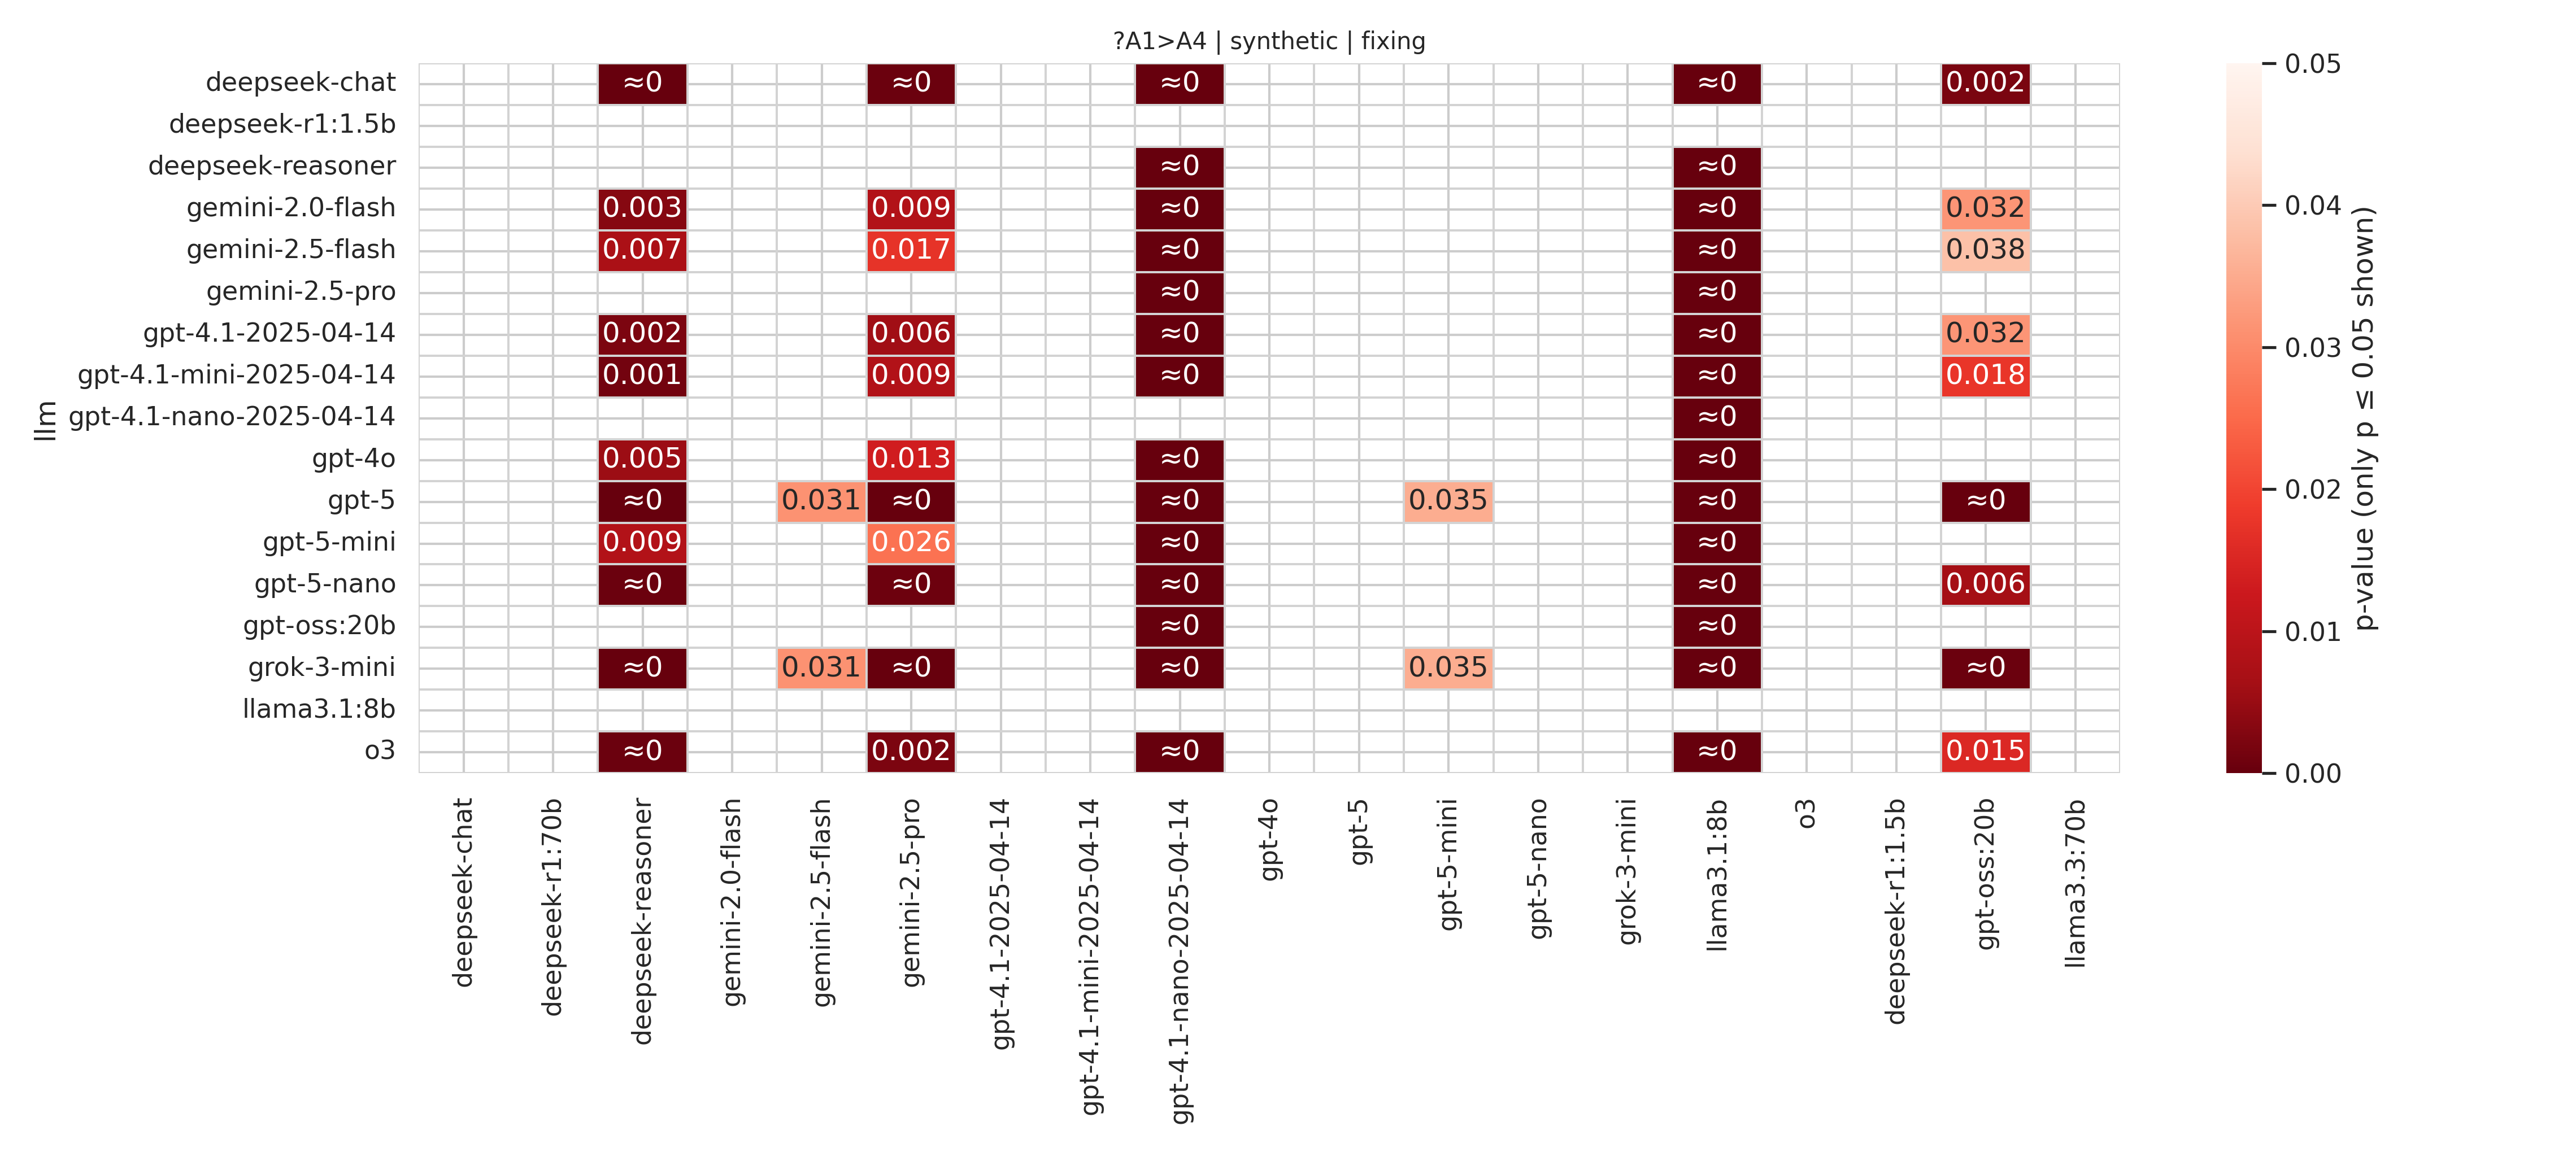 ?A1>A4 | synthetic | fixing
deepseek-chat ≈0 ≈0 ≈0 ≈0 0.002
deepseek-r1:1.5b
deepseek-reasoner ≈0 ≈0
gemini-2.0-flash 0.003 0.009 ≈0 ≈0 0.032
gemini-2.5-flash 0.007 0.017 ≈0 ≈0 0.038
gemini-2.5-pro ≈0 ≈0
gpt-4.1-2025-04-14 0.002 0.006 ≈0 ≈0 0.032
gpt-4.1-mini-2025-04-14 0.001 0.009 ≈0 ≈0 0.018
gpt-4.1-nano-2025-04-14 ≈0
gpt-4o 0.005 0.013 ≈0 ≈0
gpt-5 ≈0 0.031 ≈0 ≈0 0.035 ≈0 ≈0
gpt-5-mini 0.009 0.026 ≈0 ≈0
gpt-5-nano ≈0 ≈0 ≈0 ≈0 0.006
gpt-oss:20b ≈0 ≈0
grok-3-mini ≈0 0.031 ≈0 ≈0 0.035 ≈0 ≈0
llama3.1:8b
o3 ≈0 0.002 ≈0 ≈0 0.015
llm
deepseek-chat
deepseek-r1:70b
deepseek-reasoner
gemini-2.0-flash
gemini-2.5-flash
gemini-2.5-pro
gpt-4.1-2025-04-14
gpt-4.1-mini-2025-04-14
gpt-4.1-nano-2025-04-14
gpt-4o
gpt-5
gpt-5-mini
gpt-5-nano
grok-3-mini
llama3.1:8b
o3
deepseek-r1:1.5b
gpt-oss:20b
llama3.3:70b
0.05
0.04
0.03
0.02
0.01
0.00
p-value (only p ≤ 0.05 shown)